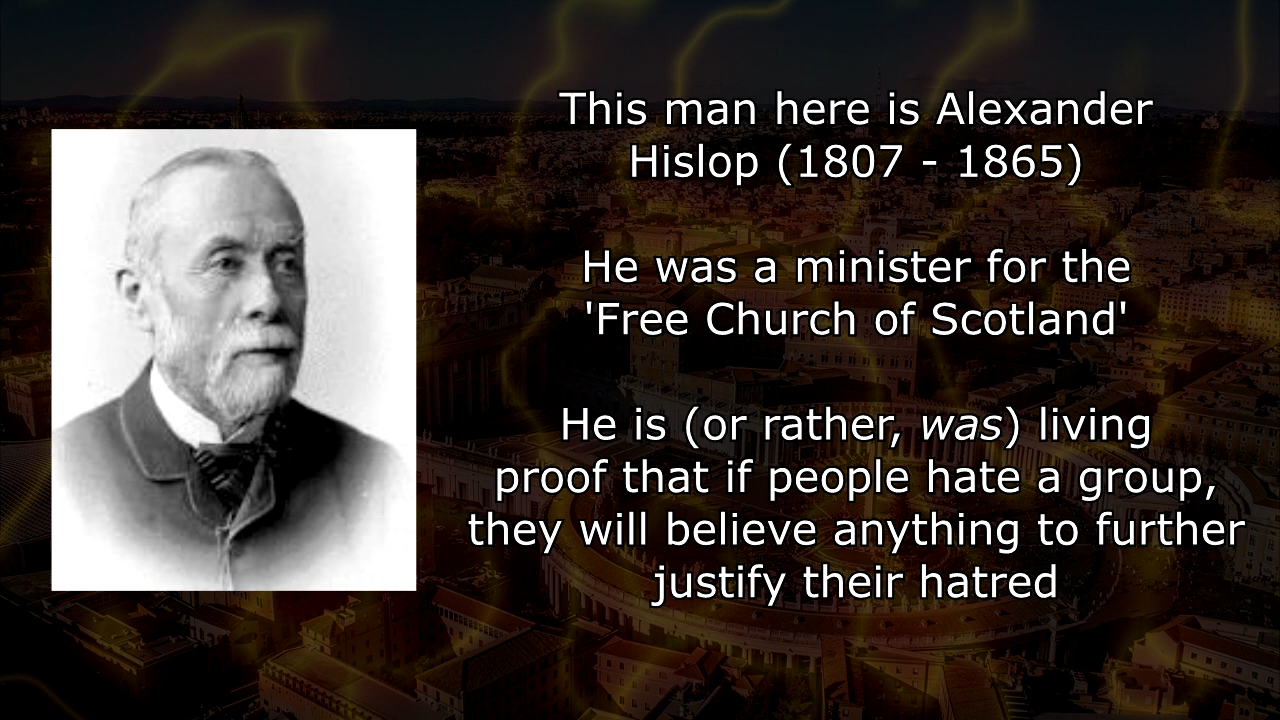 This man here is Alexander
Hislop (1807 - 1865)
He was a minister for the
'Free Church of Scotland'
He is (or rather, was) living
proof that if people hate a group,
they will believe anything to further
justify their hatred